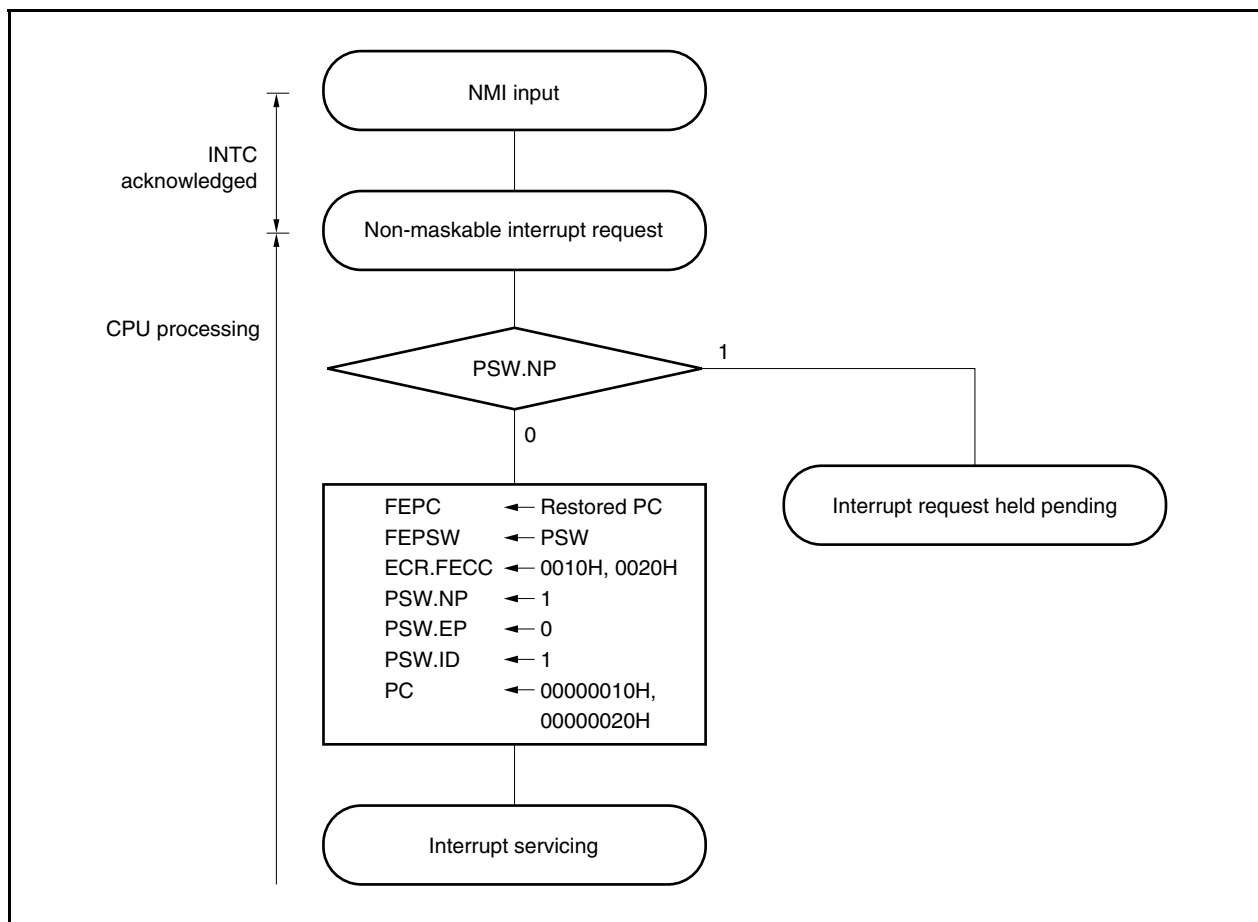 NMI input
INTC
acknowledged
Non-maskable interrupt request
CPU processing
PSW.NP
1
0
FEPC ← Restored PC
FEPSW ← PSW
ECR.FECC ← 0010H, 0020H
PSW.NP ← 1
PSW.EP ← 0
PSW.ID ← 1
PC ← 00000010H,
00000020H
Interrupt request held pending
Interrupt servicing